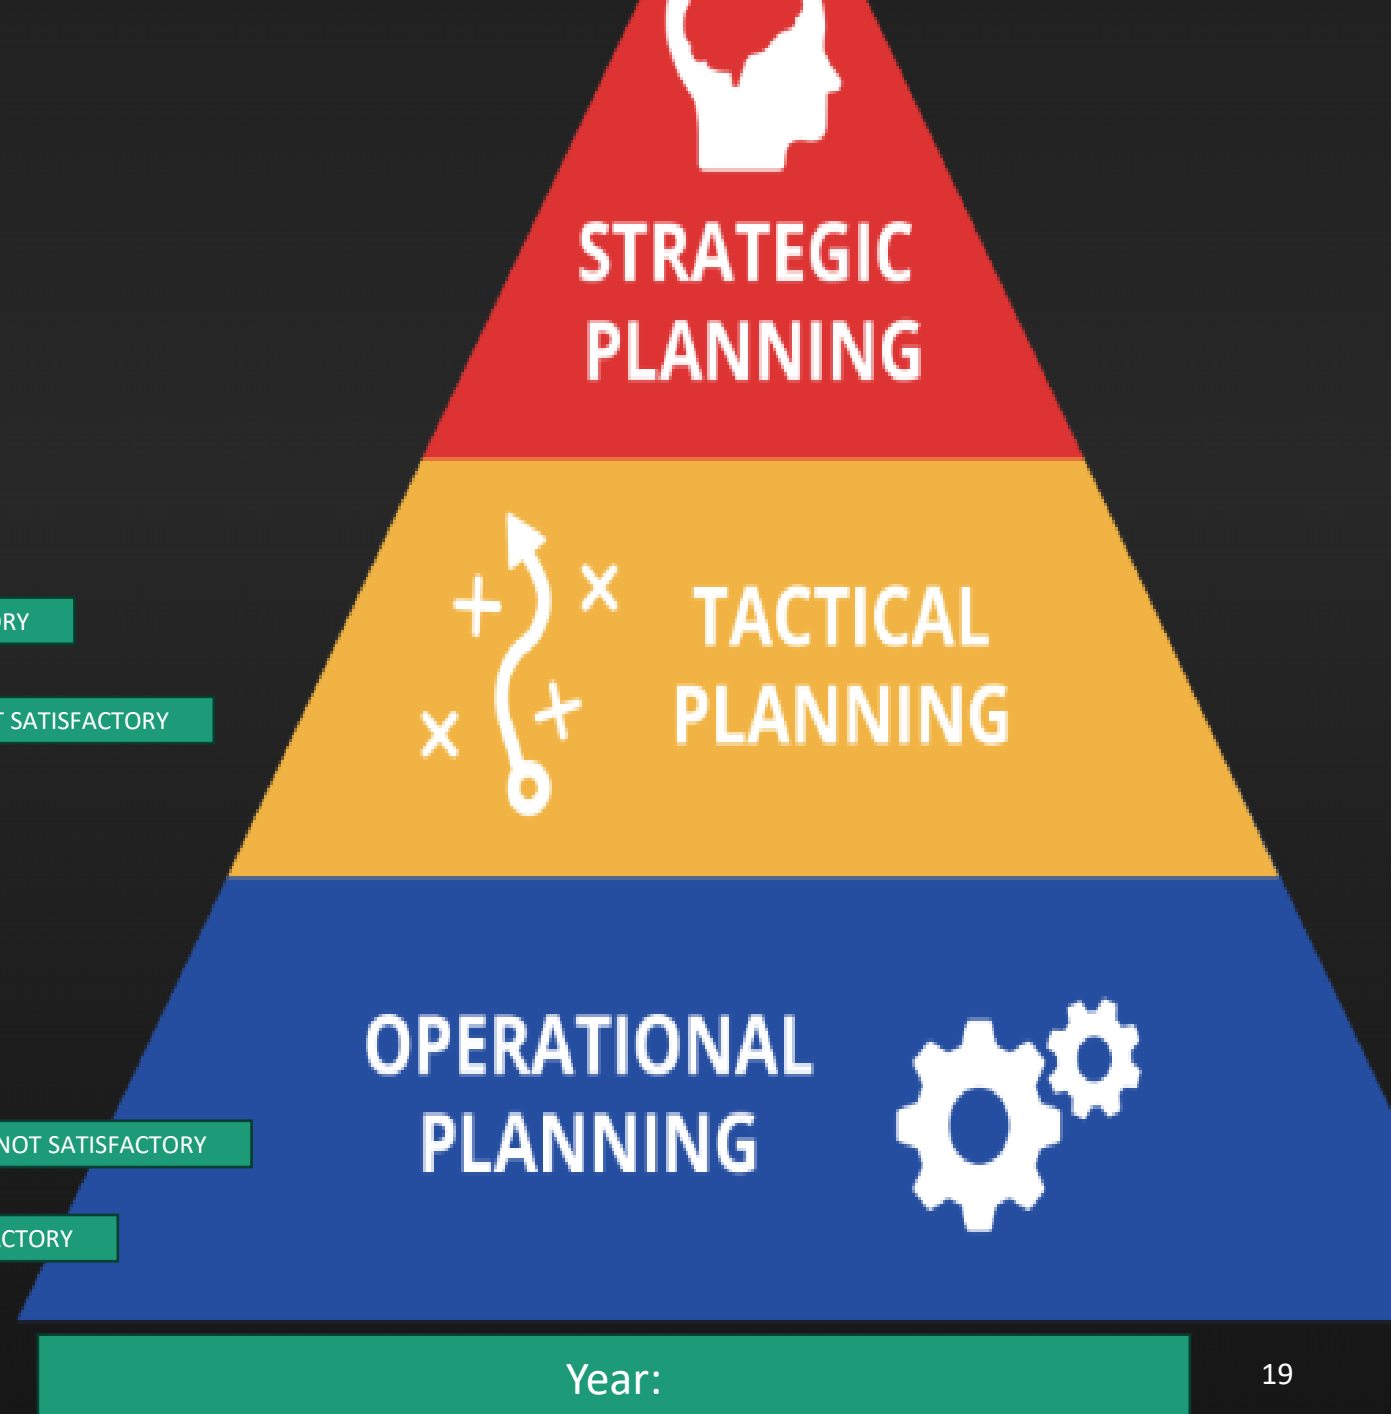 STRATEGIC
PLANNING
TACTICAL
PLANNING
SATISFACTORY
OPERATIONAL
PLANNING
NOT SATISFACTORY
Year:
19